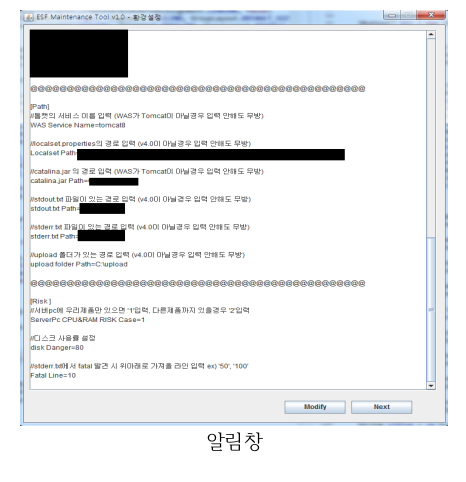 ESF Maintenance Tool v1.0 - 환경설정
@@@@@@@@@@@@@@@@@@@@@@@@@@@@@@@@@@@@@@@@@@@@@@
[Path]
//톰캣의 서비스 이름 입력 (WAS가 Tomcat이 아닐경우 입력 안해도 무방)
WAS Service Name=tomcat8
//localset.properties의 경로 입력 (v4.0이 아닐경우 입력 안해도 무방)
Localset Path=
//catalina.jar 의 경로 입력 (WAS가 Tomcat이 아닐경우 입력 안해도 무방)
catalina.jar Path=
//stdout.txt 파일이 있는 경로 입력 (v4.0이 아닐경우 입력 안해도 무방)
stdout.txt Path=
//stderr.txt 파일이 있는 경로 입력 (v4.0이 아닐경우 입력 안해도 무방)
stderr.txt Path=
//upload 폴더가 있는 경로 입력 (v4.0이 아닐경우 입력 안해도 무방)
upload folder Path=C:\upload
@@@@@@@@@@@@@@@@@@@@@@@@@@@@@@@@@@@@@@@@@@@@@@
[Risk ]
//서버pc에 우리제품만 있으면 '1'입력, 다른제품까지 있을경우 '2'입력
ServerPc CPU&RAM RISK Case=1
//디스크 사용률 설정
disk Danger=80
//stderr.txt에서 fatal 발견 시 위아래로 가져올 라인 입력 ex) '50', '100'
Fatal Line=10
Modify Next
알림창